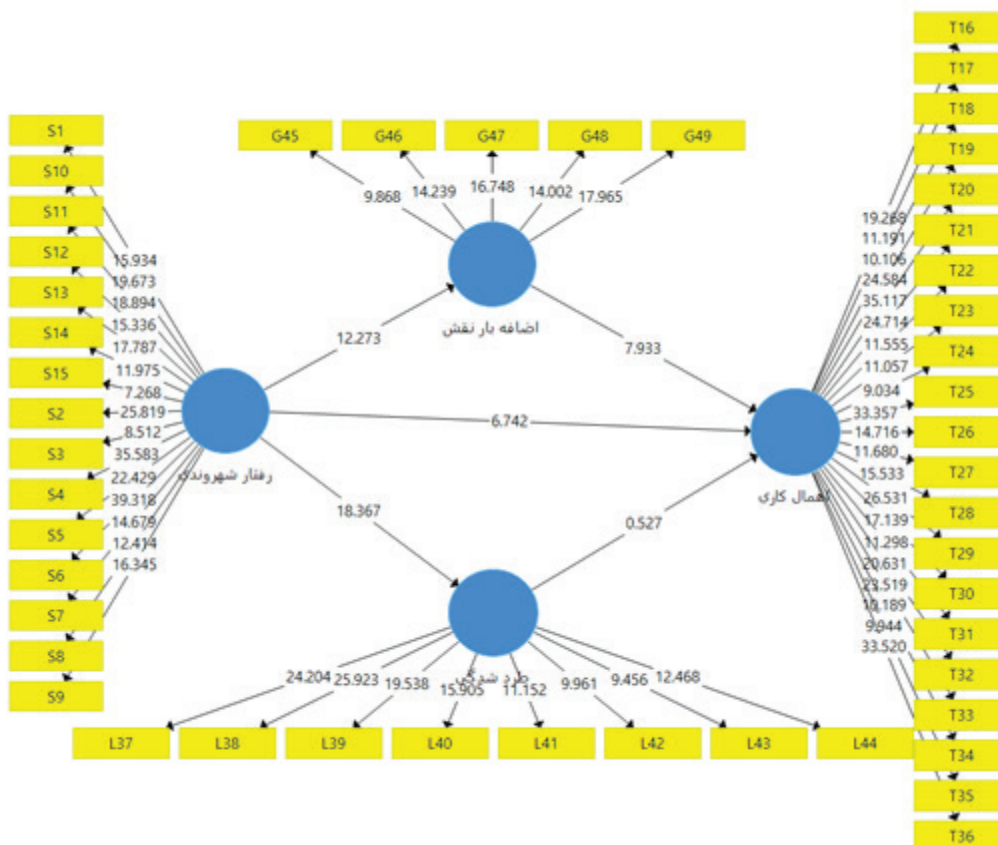 T16
T17
T18
T19
T20
T21
T22
T23
T24
T25
T26
T27
T28
T29
T30
T31
T32
T33
T34
T35
T36
19.268
11.191
10.106
24.584
35.117
24.714
11.555
11.057
9.034
33.357
14.716
11.680
15.533
26.531
17.139
11.298
20.631
23.519
10.189
9.944
33.520
G45
G46
G47
G48
G49
9.868
14.239
16.748
14.002
17.965
اضافه بار نقش
S1
S10
S11
S12
S13
S14
S15
S2
S3
S4
S5
S6
S7
S8
S9
15.934
19.673
18.894
15.336
17.787
11.975
7.268
25.819
8.512
35.583
22.429
39.318
14.679
12.414
16.345
رفتار شهروندی
12.273
7.933
6.742
18.367
0.527
اهمال کاری
طرد شدگی
24.204
25.923
19.538
15.905
11.152
9.961
9.456
12.468
L37
L38
L39
L40
L41
L42
L43
L44